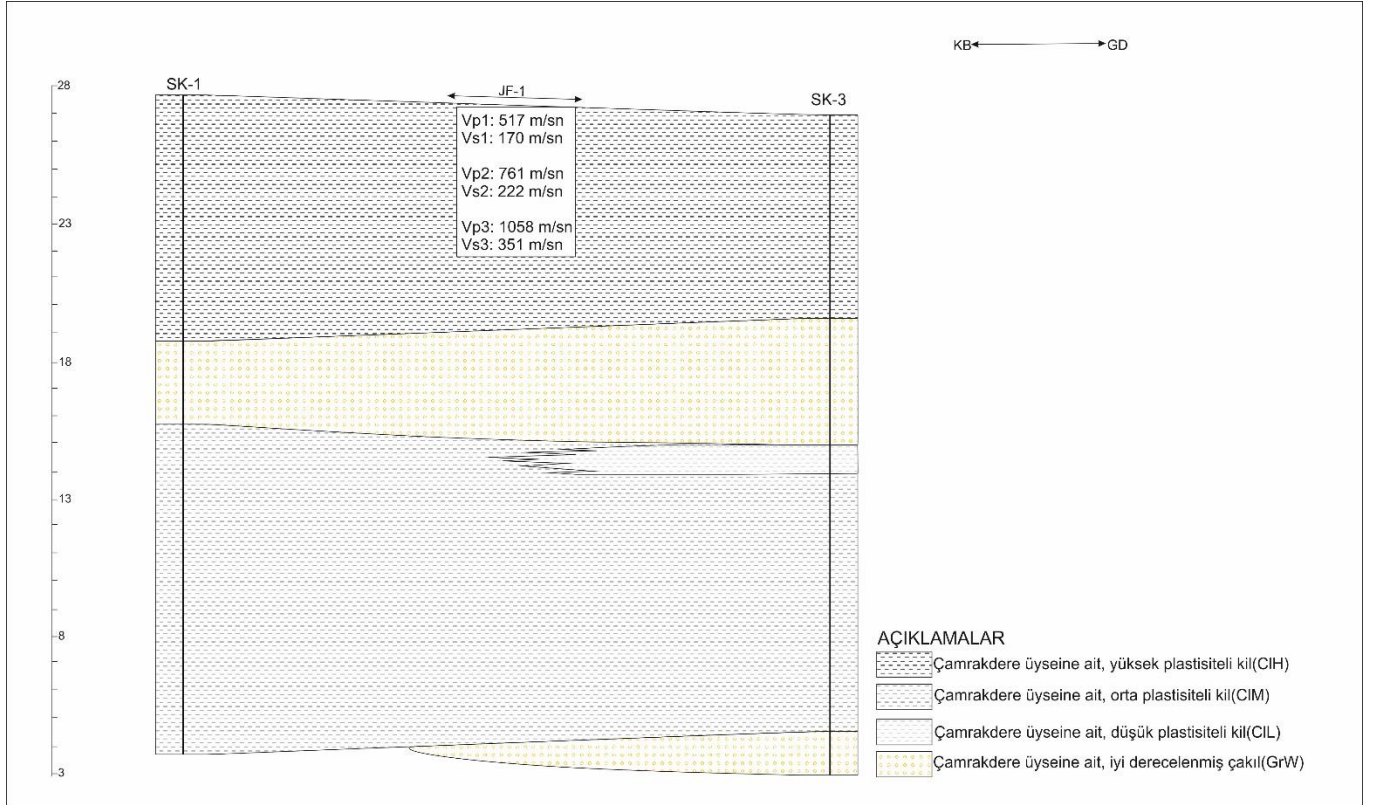 KB GD
28
SK-1
JF-1
SK-3
Vp1: 517 m/sn
Vs1: 170 m/sn
Vp2: 761 m/sn
Vs2: 222 m/sn
Vp3: 1058 m/sn
Vs3: 351 m/sn
23
18
13
8
3
AÇIKLAMALAR
Çamrakdere üyseine ait, yüksek plastisiteli kil(CIH)
Çamrakdere üyseine ait, orta plastisiteli kil(CIM)
Çamrakdere üyseine ait, düşük plastisiteli kil(CIL)
Çamrakdere üyseine ait, iyi derecelenmiş çakıl(GrW)